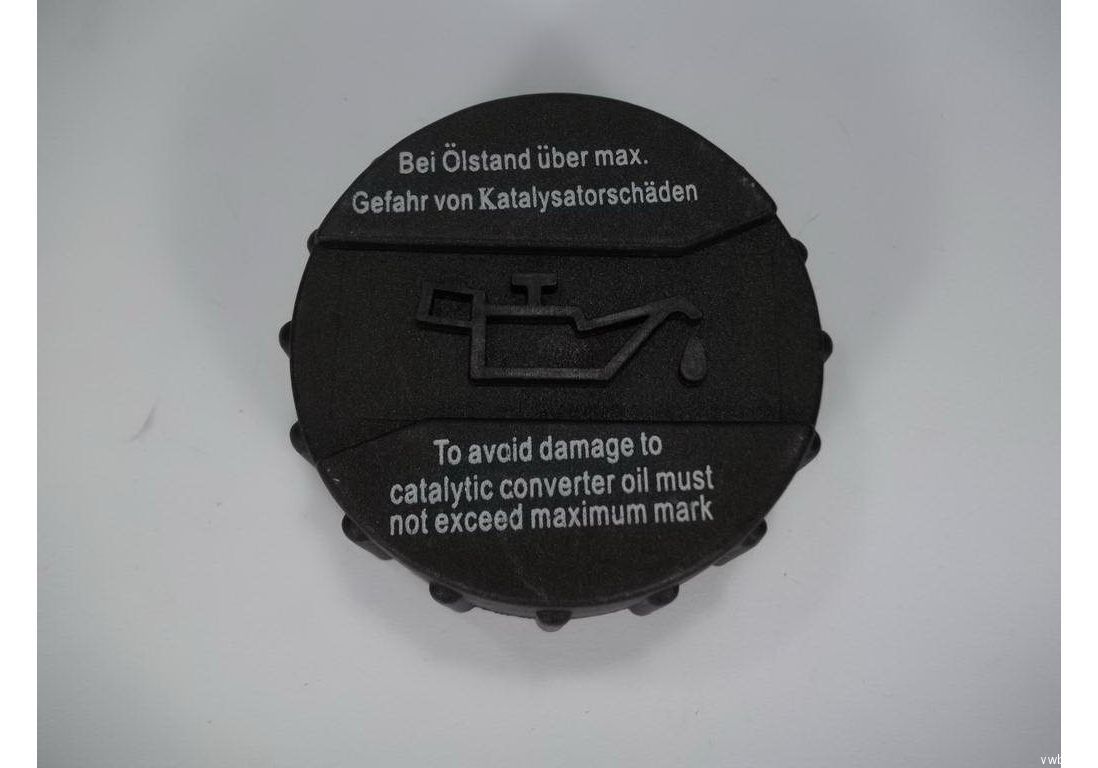 Bei Ölstand über max.
Gefahr von Katalysatorschäden
To avoid damage to
catalytic converter oil must
not exceed maximum mark